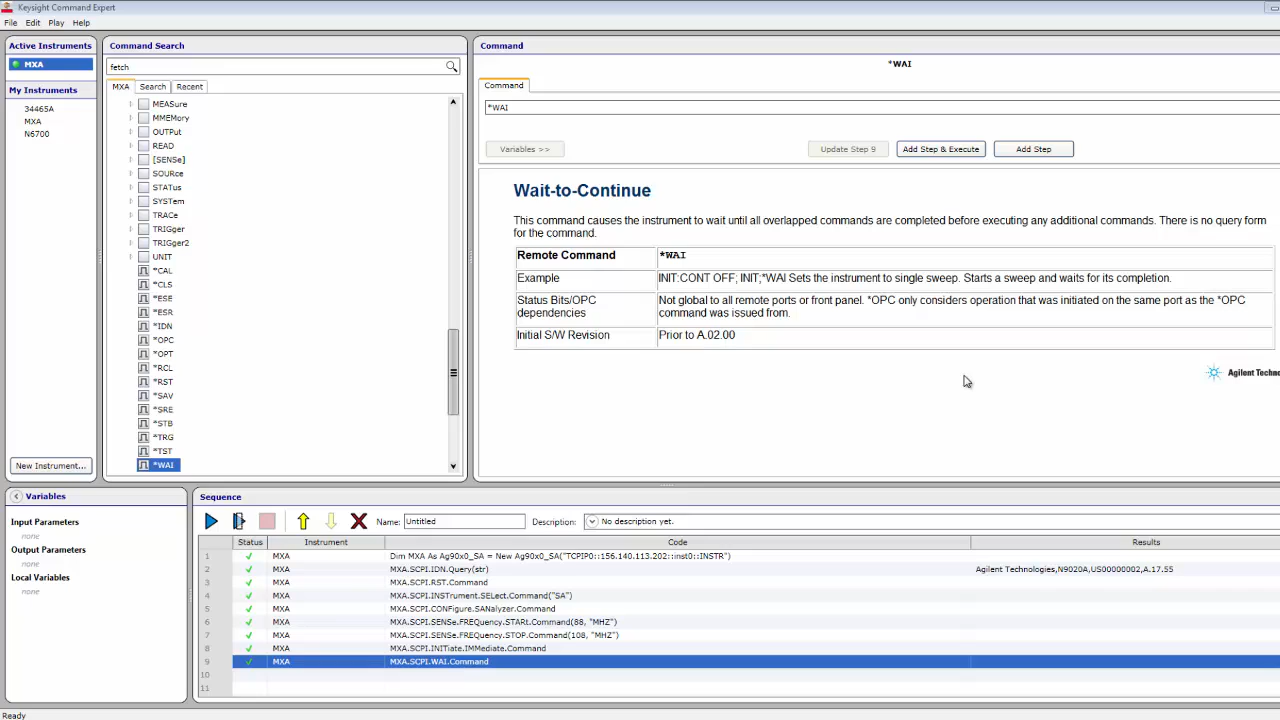 Keysight Command Expert
File Edit Play Help
Active Instruments
MXA
My Instruments
34465A
MXA
N6700
New Instrument...
Command Search
fetch
MXA Search Recent
MEASure
MMEMory
OUTPut
READ
[SENSe]
SOURce
STATus
SYSTem
TRACe
TRIGger
TRIGger2
UNIT
*CAL
*CLS
*ESE
*ESR
*IDN
*OPC
*OPT
*RCL
*RST
*SAV
*SRE
*STB
*TRG
*TST
*WAI
Command
*WAI
Command
*WAI
Variables >> Update Step 9 Add Step & Execute Add Step
Wait-to-Continue
This command causes the instrument to wait until all overlapped commands are completed before executing any additional commands. There is no query form
for the command.
Remote Command *WAI
Example INIT:CONT OFF; INIT;*WAI Sets the instrument to single sweep. Starts a sweep and waits for its completion.
Status Bits/OPC Not global to all remote ports or front panel. *OPC only considers operation that was initiated on the same port as the *OPC
dependencies command was issued from.
Initial S/W Revision Prior to A.02.00
Agilent Techno
Variables
Input Parameters
none
Output Parameters
none
Local Variables
none
Sequence
Name: Untitled Description: No description yet.
Status Instrument Code Results
1 MXA Dim MXA As Ag90x0_SA = New Ag90x0_SA("TCPIP0::156.140.113.202::inst0::INSTR")
2 MXA MXA.SCPI.IDN.Query(str) Agilent Technologies,N9020A,US00000002,A.17.55
3 MXA MXA.SCPI.RST.Command
4 MXA MXA.SCPI.INSTrument.SELect.Command("SA")
5 MXA MXA.SCPI.CONFigure.SANalyzer.Command
6 MXA MXA.SCPI.SENSe.FREQuency.STARt.Command(88, "MHZ")
7 MXA MXA.SCPI.SENSe.FREQuency.STOP.Command(108, "MHZ")
8 MXA MXA.SCPI.INITiate.IMMediate.Command
9 MXA MXA.SCPI.WAI.Command
10
11
Ready